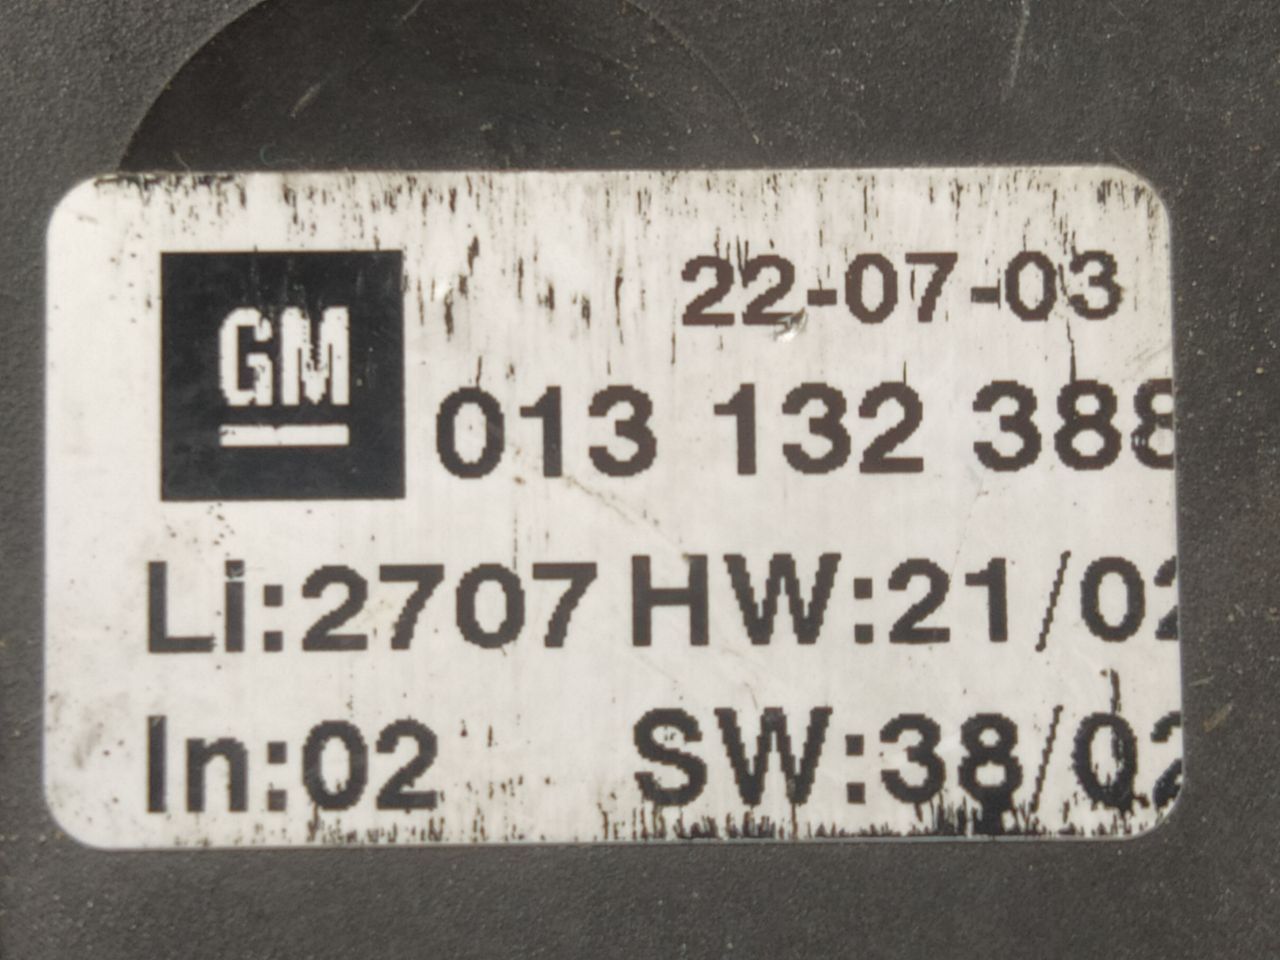 22-07-03
GM
013 132 388
Li:2707 HW:21/02
In:02 SW:38/02